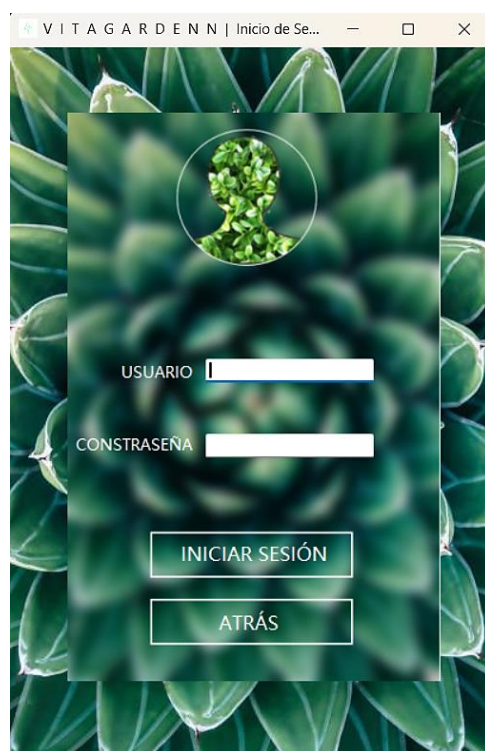 V I T A G A R D E N N | Inicio de Se...
USUARIO
CONSTRASEÑA
INICIAR SESIÓN
ATRÁS